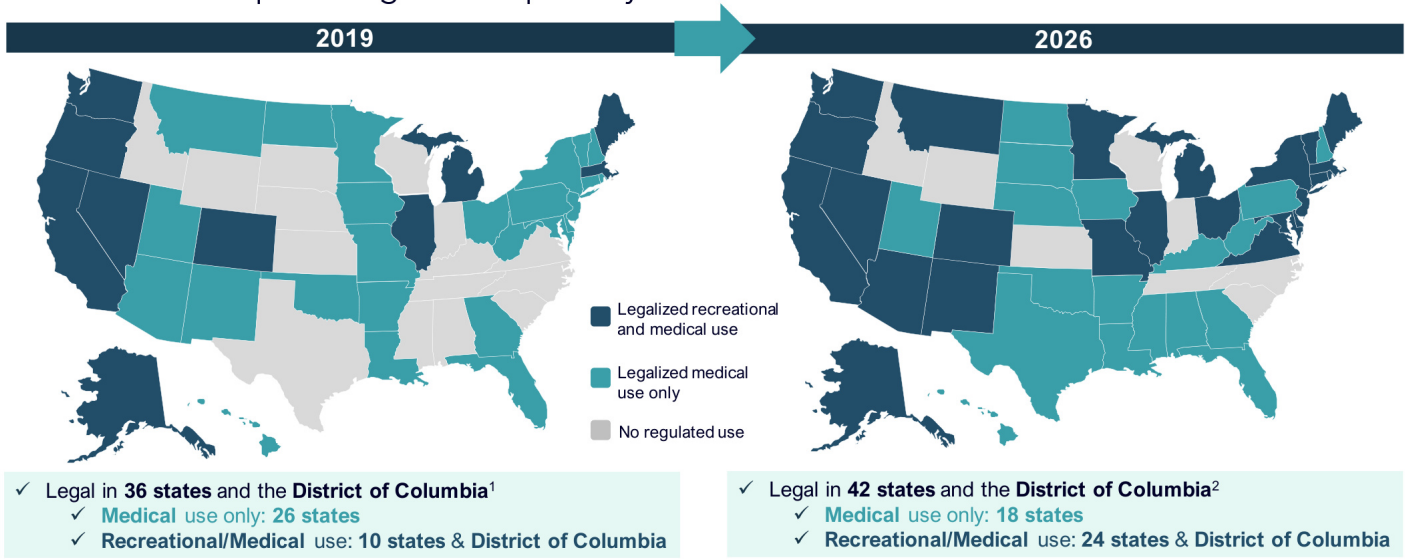 2019
2026
Legalized recreational
and medical use
Legalized medical
use only
No regulated use
✓ Legal in 36 states and the District of Columbia¹
✓ Medical use only: 26 states
✓ Recreational/Medical use: 10 states & District of Columbia
✓ Legal in 42 states and the District of Columbia²
✓ Medical use only: 18 states
✓ Recreational/Medical use: 24 states & District of Columbia